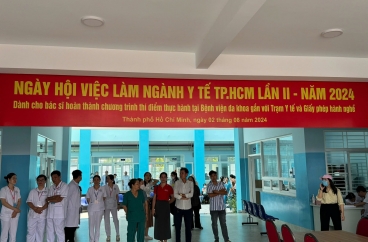 NGÀY HỘI VIỆC LÀM NGÀNH Y TẾ TP.HCM LẦN II - NĂM 2024
Dành cho bác sĩ hoàn thành chương trình thí điểm thực hành tại Bệnh viện đa khoa gắn với Trạm Y tế và Giấy phép hành nghề
Thành phố Hồ Chí Minh, ngày 02 tháng 08 năm 2024